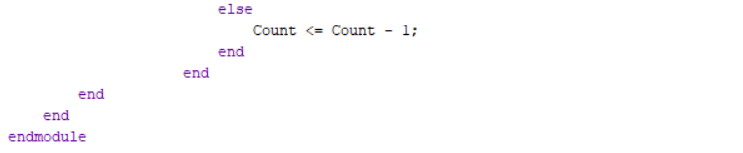 else
Count <= Count - 1;
end
end
end
end
endmodule